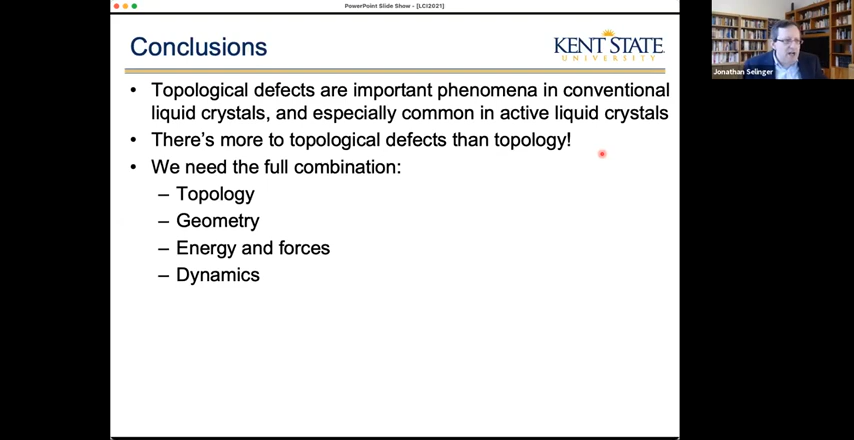 PowerPoint Slide Show - [LCI2021]
Conclusions
KENT STATE
UNIVERSITY
• Topological defects are important phenomena in conventional
liquid crystals, and especially common in active liquid crystals
• There's more to topological defects than topology!
• We need the full combination:
– Topology
– Geometry
– Energy and forces
– Dynamics
Jonathan Selinger